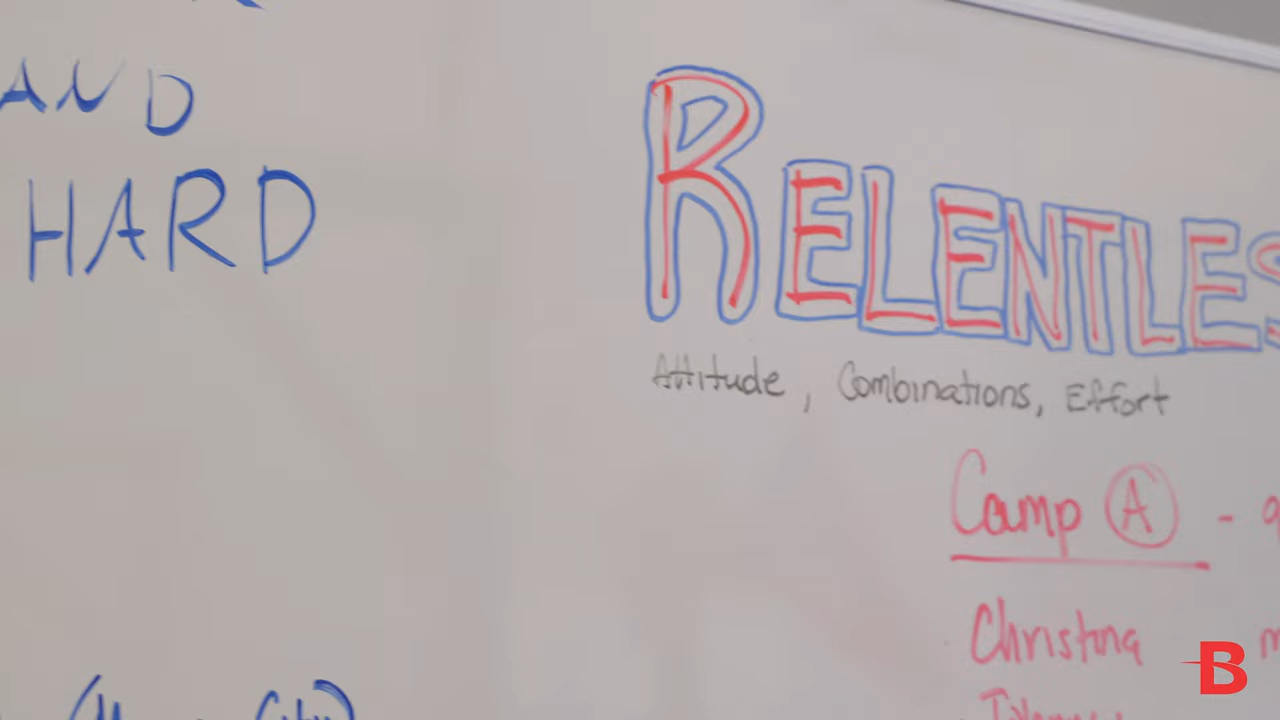 AND
HARD
RELENTLES
Attitude, Combinations, Effort
Camp A -
Christina
B